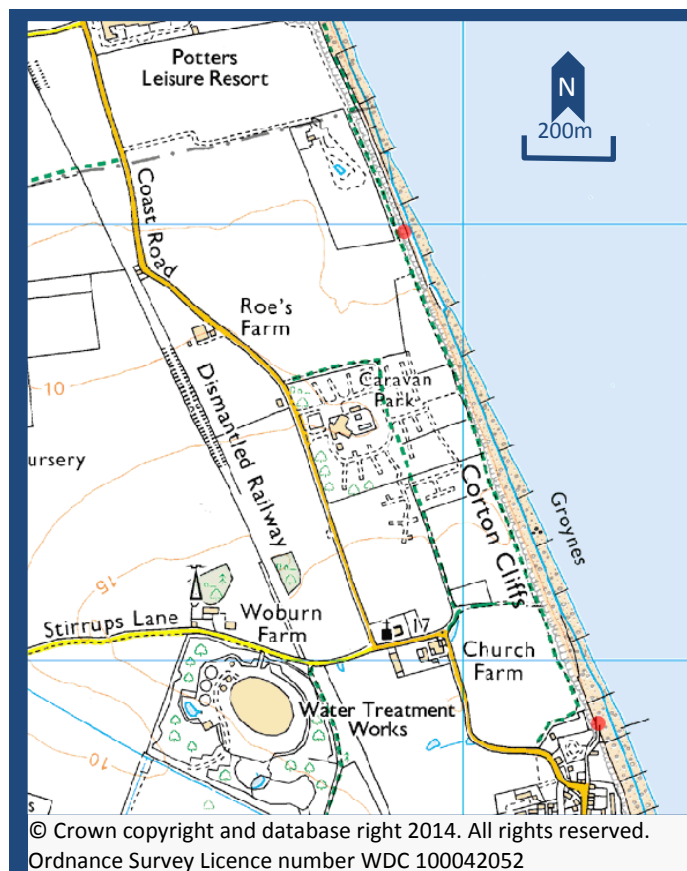 Potters
Leisure Resort
N
200m
Coast Road
Roe's
Farm
Caravan
Park
10
Dismantled Railway
ursery
Corton Cliffs
Groynes
15
Stirrups Lane
Woburn
Farm
17
Church
Farm
Water Treatment
Works
10
s
© Crown copyright and database right 2014. All rights reserved.
Ordnance Survey Licence number WDC 100042052